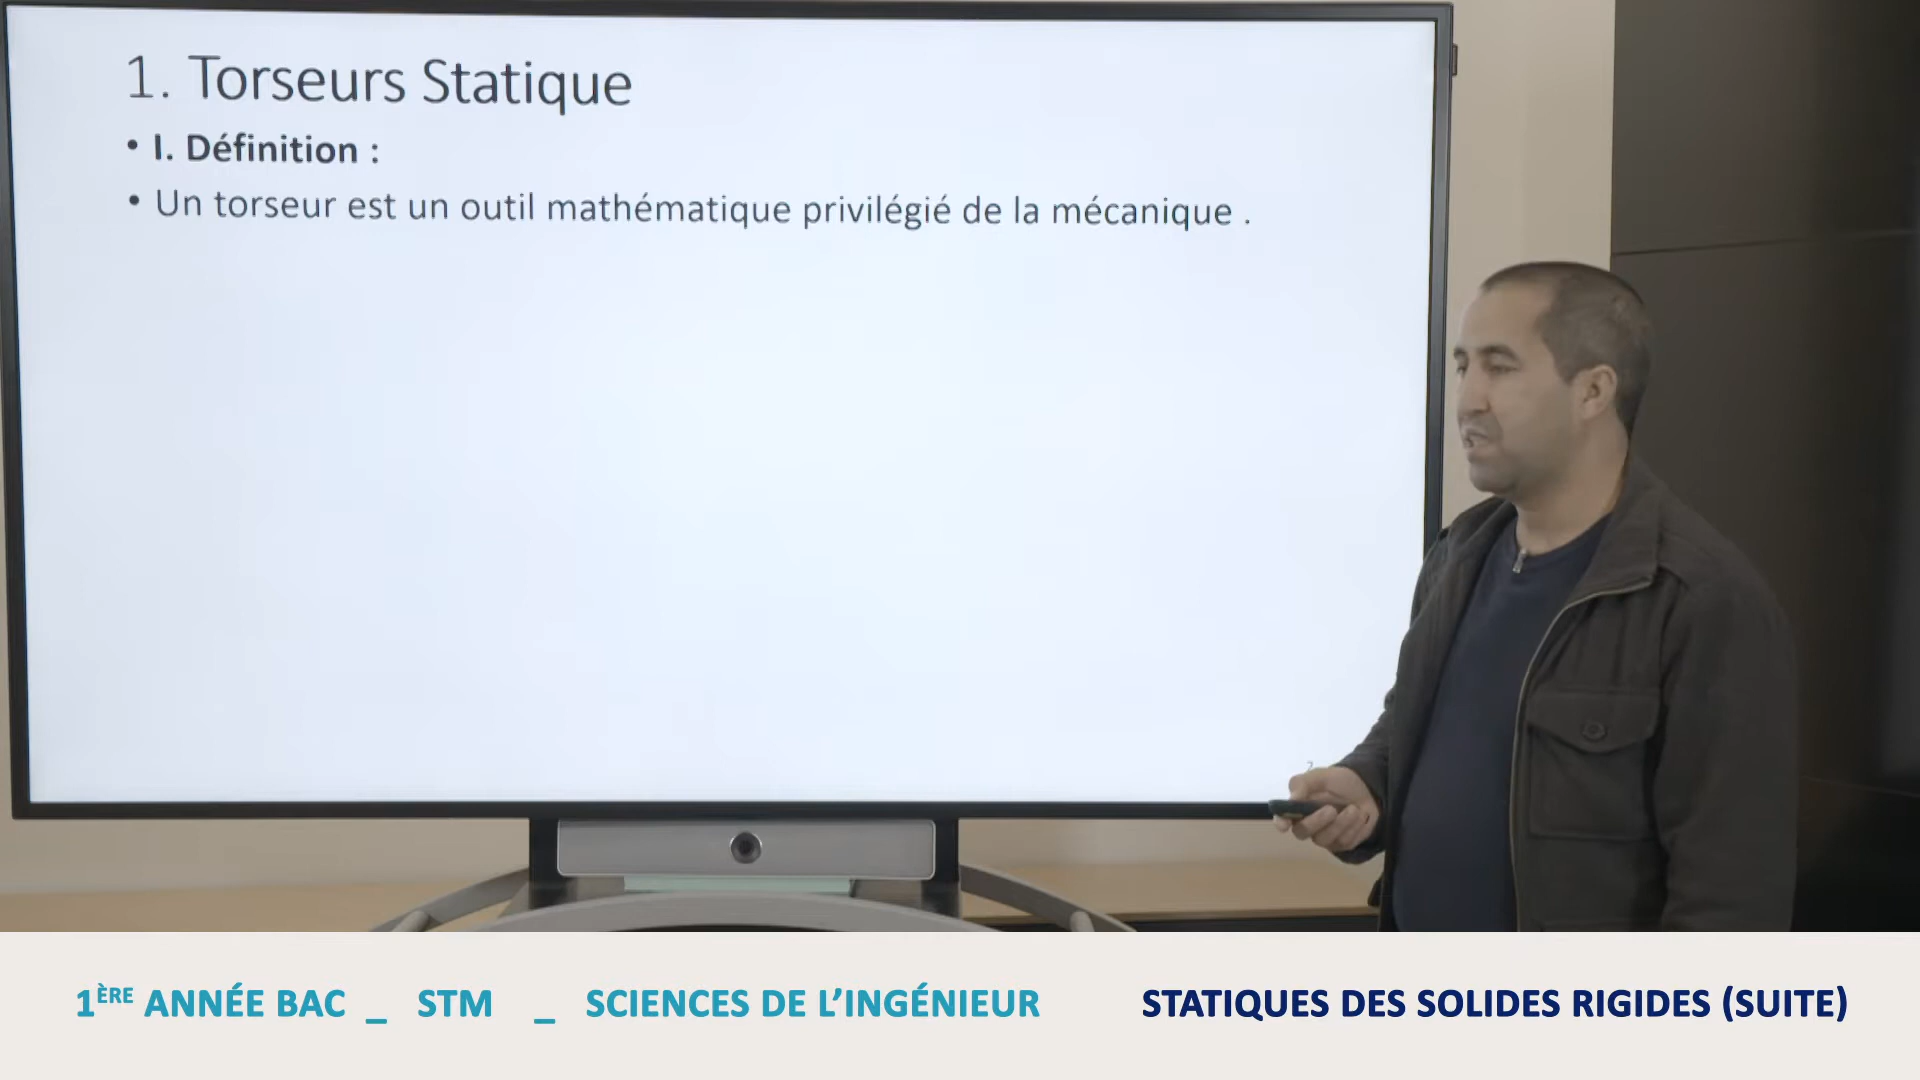 1. Torseurs Statique
• I. Définition :
• Un torseur est un outil mathématique privilégié de la mécanique .
2
1ÈRE ANNÉE BAC _ STM _ SCIENCES DE L’INGÉNIEUR STATIQUES DES SOLIDES RIGIDES (SUITE)